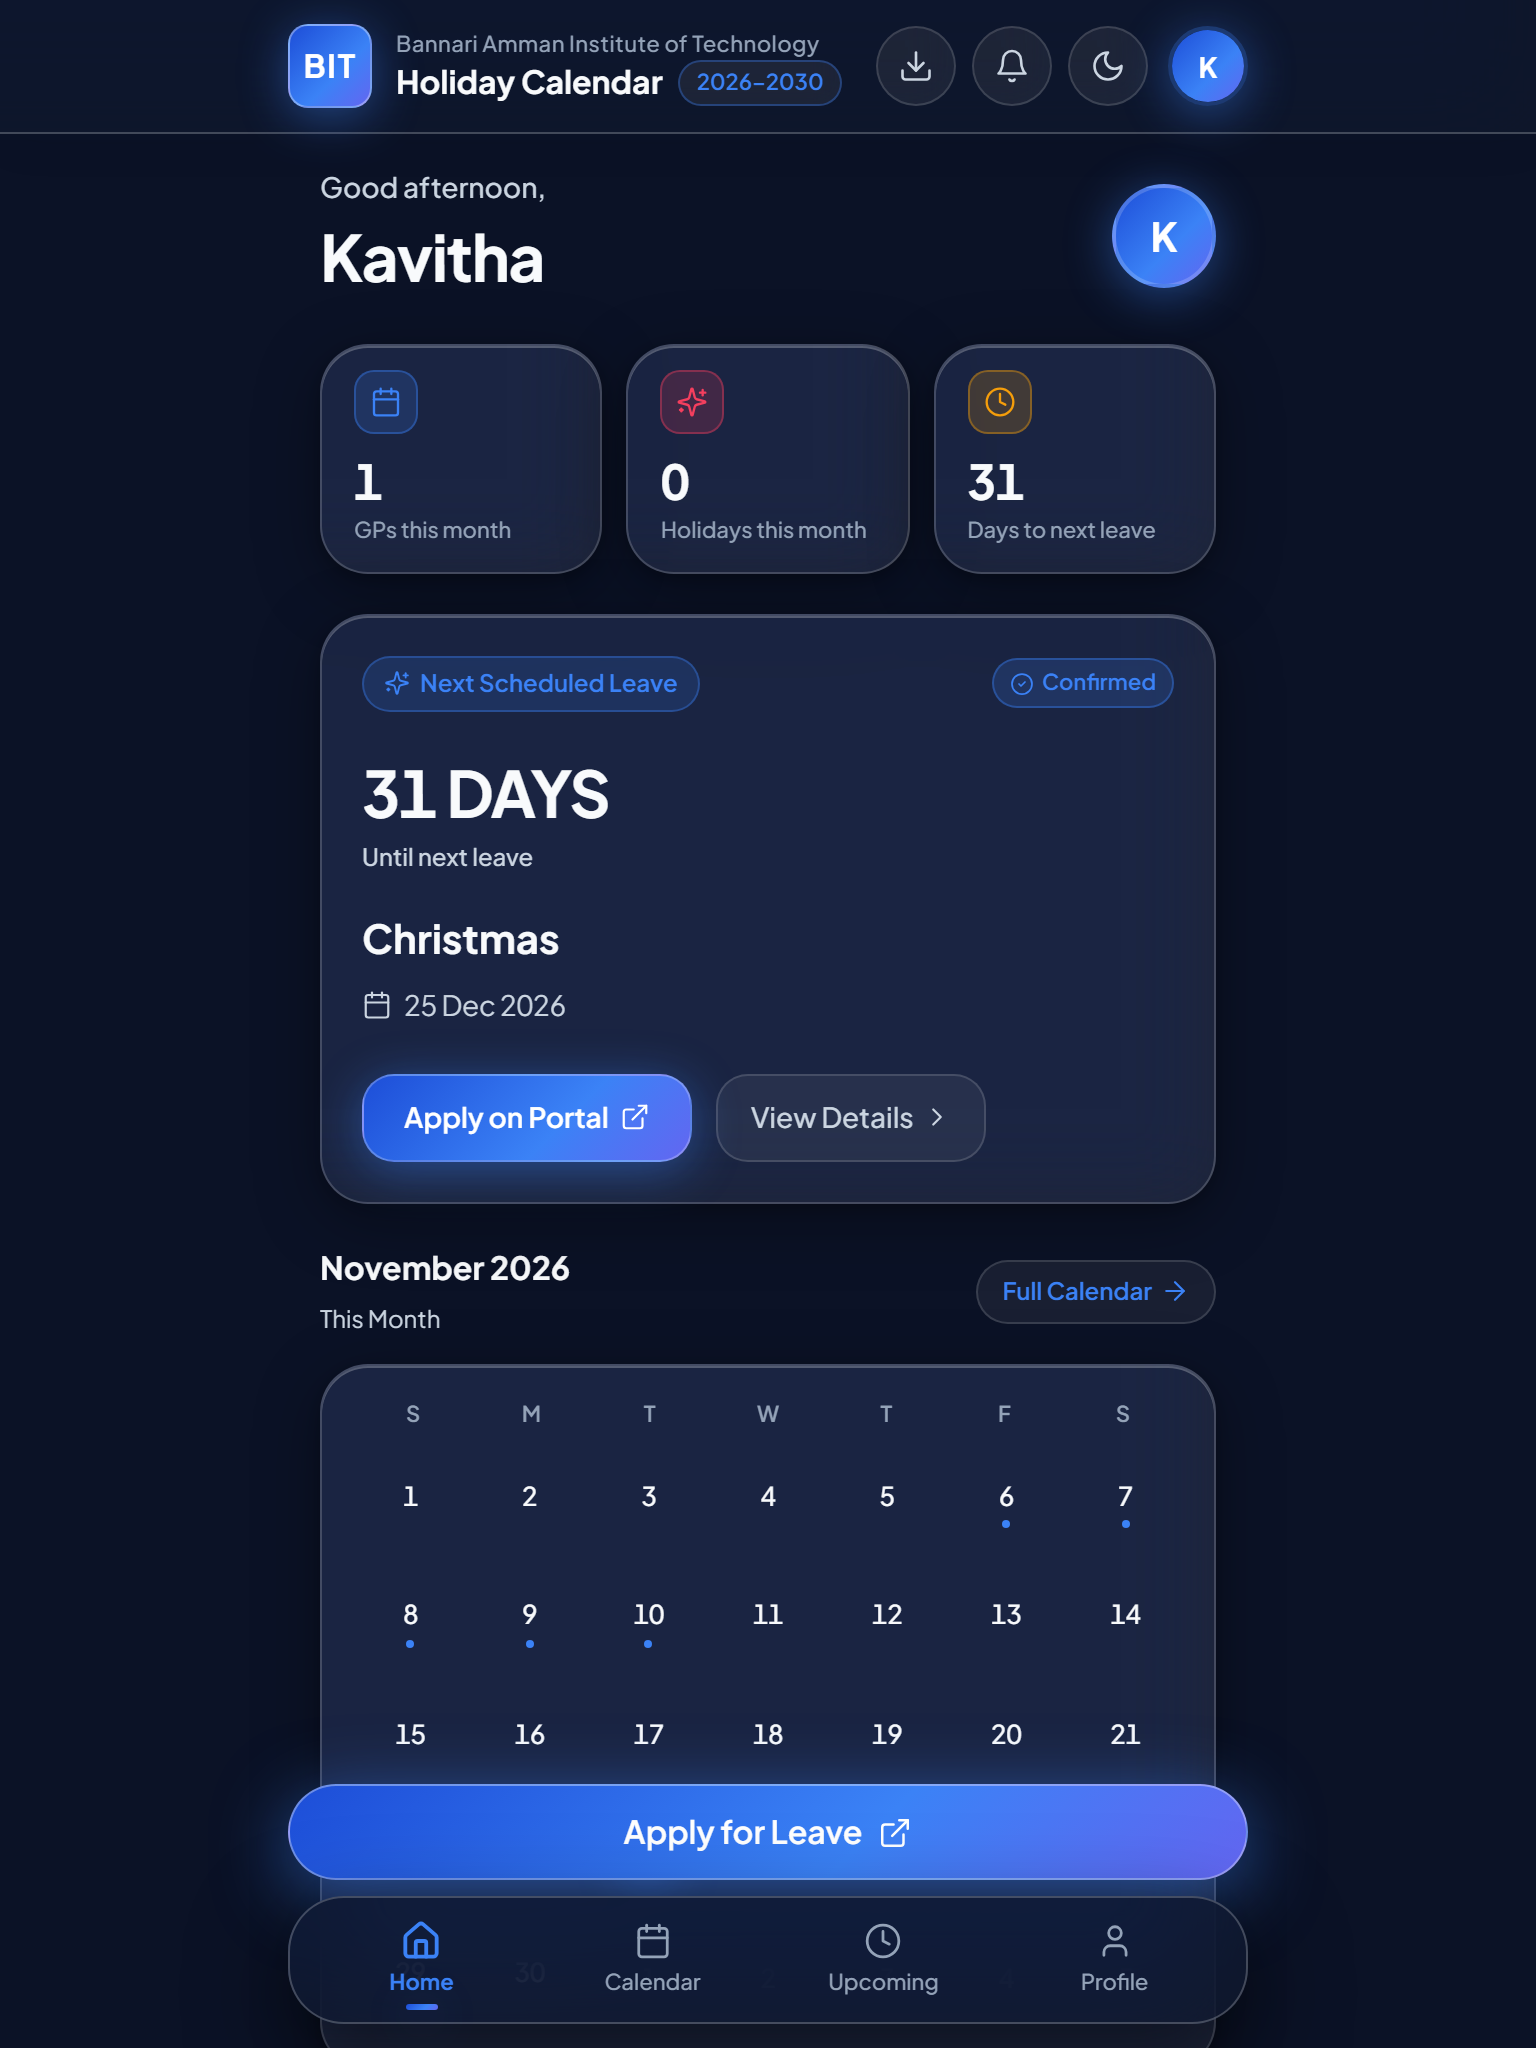 BIT
Bannari Amman Institute of Technology
Holiday Calendar 2026–2030
K
Good afternoon,
Kavitha
K
1
GPs this month
0
Holidays this month
31
Days to next leave
Next Scheduled Leave
Confirmed
31 DAYS
Until next leave
Christmas
25 Dec 2026
Apply on Portal
View Details
November 2026
This Month
Full Calendar
S M T W T F S
1 2 3 4 5 6 7
8 9 10 11 12 13 14
15 16 17 18 19 20 21
Apply for Leave
29 30 2
Home Calendar Upcoming Profile